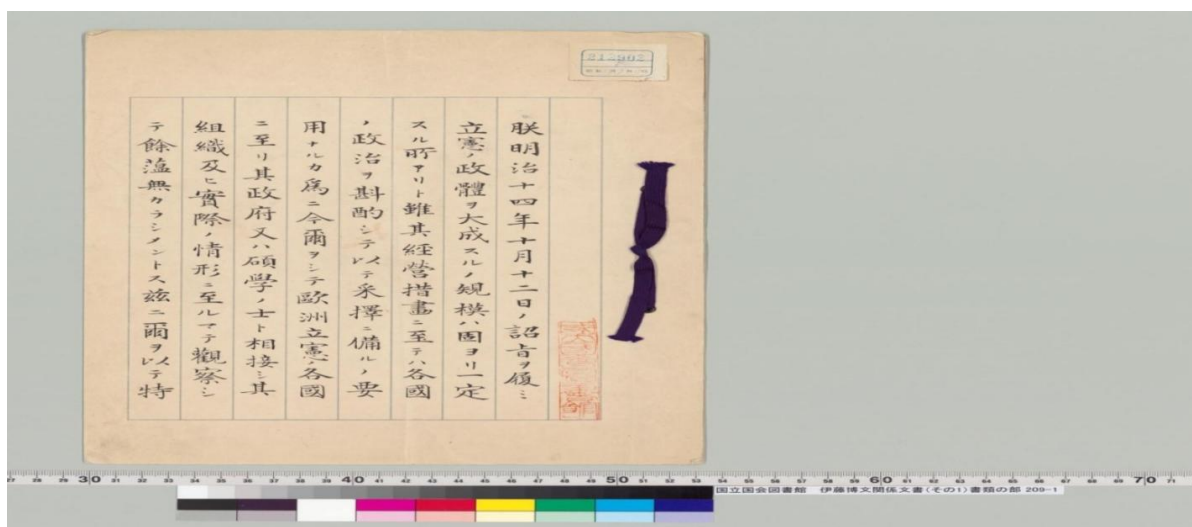 朕明治十四年十月十二日ノ詔旨ヲ履ミ
立憲ノ政體ヲ大成スルノ規模ハ固ヨリ一定
スル所アリト雖其經營措畫ニ至テハ各國
ノ政治ヲ斟酌シテ以テ采擇ニ備ルノ要
用ナルカ爲ニ今爾ヲシテ歐洲立憲ノ各國
ニ至リ其政府又ハ碩學ノ士ト相接シ其
組織及ヒ實際ノ情形ニ至ルマテ觀察シ
テ餘蘊無カラシメントス茲ニ爾ヲ以テ特
国立国会図書館 伊藤博文関係文書(その1)書類の部 209-1
30 40 50 60 70